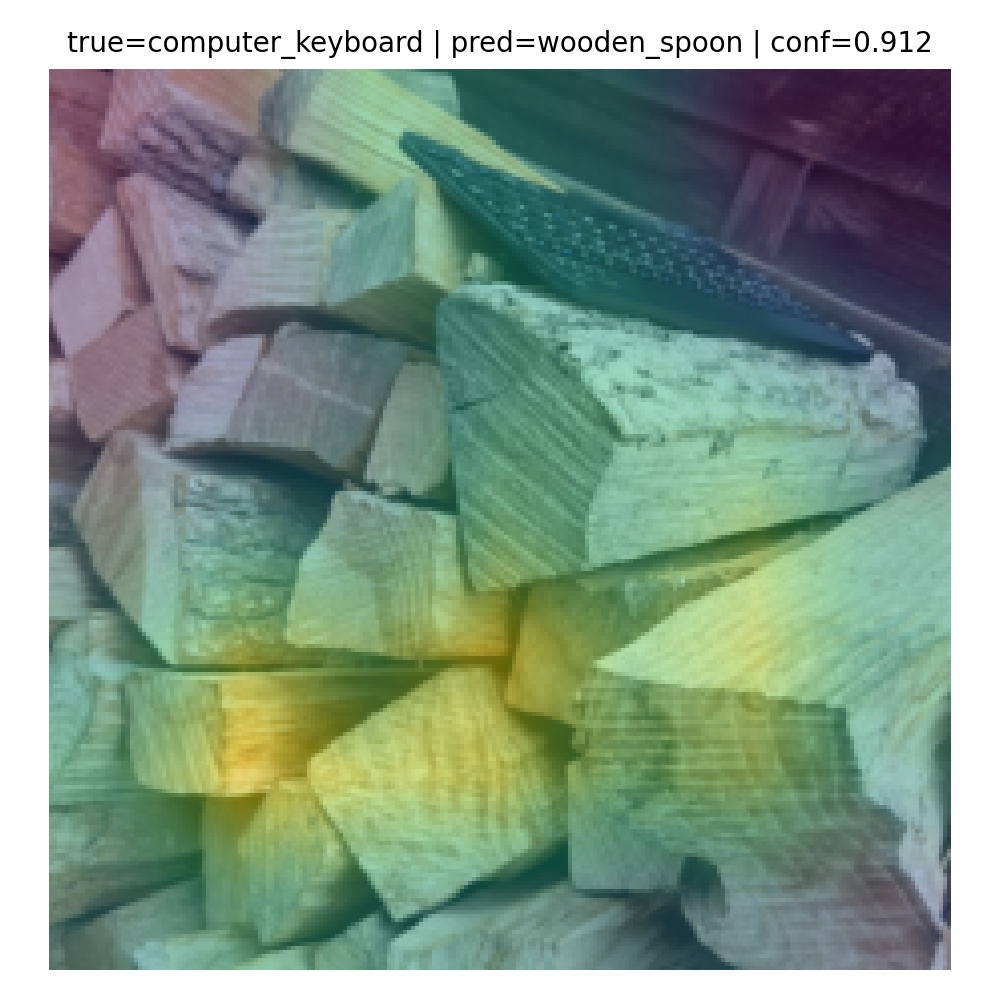 true=computer_keyboard | pred=wooden_spoon | conf=0.912